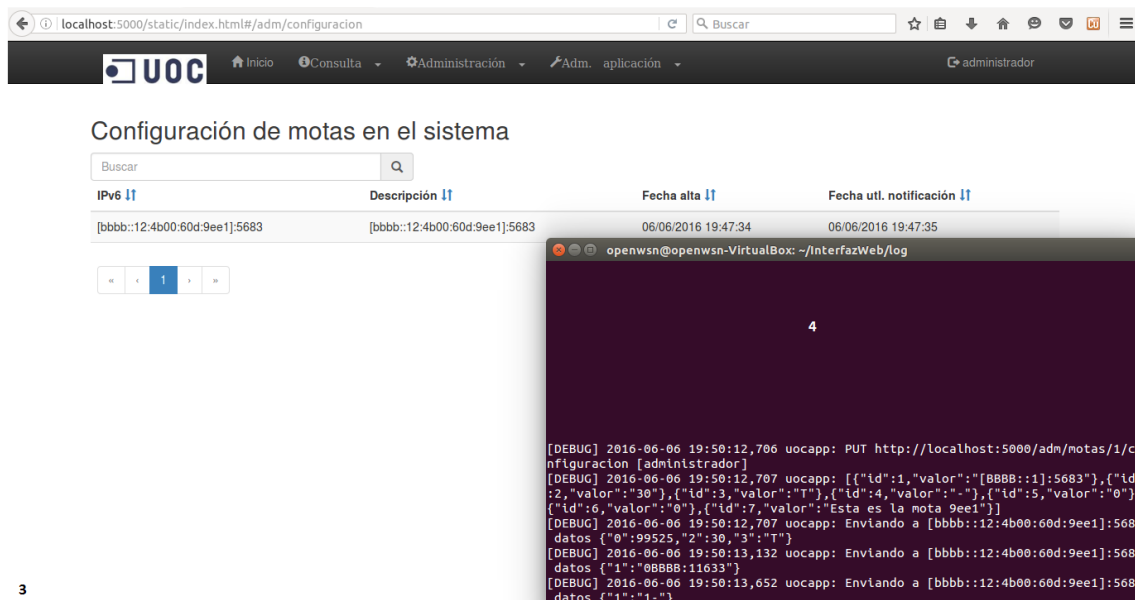 localhost:5000/static/index.html#/adm/configuracion
Buscar
UOC
Inicio
Consulta
Administración
Adm. aplicación
administrador
Configuración de motas en el sistema
Buscar
IPv6 Descripción Fecha alta Fecha utl. notificación
[bbbb::12:4b00:60d:9ee1]:5683 [bbbb::12:4b00:60d:9ee1]:5683 06/06/2016 19:47:34 06/06/2016 19:47:35
« ‹ 1 › »
openwsn@openwsn-VirtualBox: ~/InterfazWeb/log
4
[DEBUG] 2016-06-06 19:50:12,706 uocapp: PUT http://localhost:5000/adm/motas/1/c
nfiguracion [administrador]
[DEBUG] 2016-06-06 19:50:12,707 uocapp: [{"id":1,"valor":"[BBBB::1]:5683"},{"id
:2,"valor":"30"},{"id":3,"valor":"T"},{"id":4,"valor":"-"},{"id":5,"valor":"0"}
{"id":6,"valor":"0"},{"id":7,"valor":"Esta es la mota 9ee1"}]
[DEBUG] 2016-06-06 19:50:12,707 uocapp: Enviando a [bbbb::12:4b00:60d:9ee1]:568
datos {"0":99525,"2":30,"3":"T"}
[DEBUG] 2016-06-06 19:50:13,132 uocapp: Enviando a [bbbb::12:4b00:60d:9ee1]:568
datos {"1":"0BBBB:11633"}
[DEBUG] 2016-06-06 19:50:13,652 uocapp: Enviando a [bbbb::12:4b00:60d:9ee1]:568
datos {"1":"1-"}
3